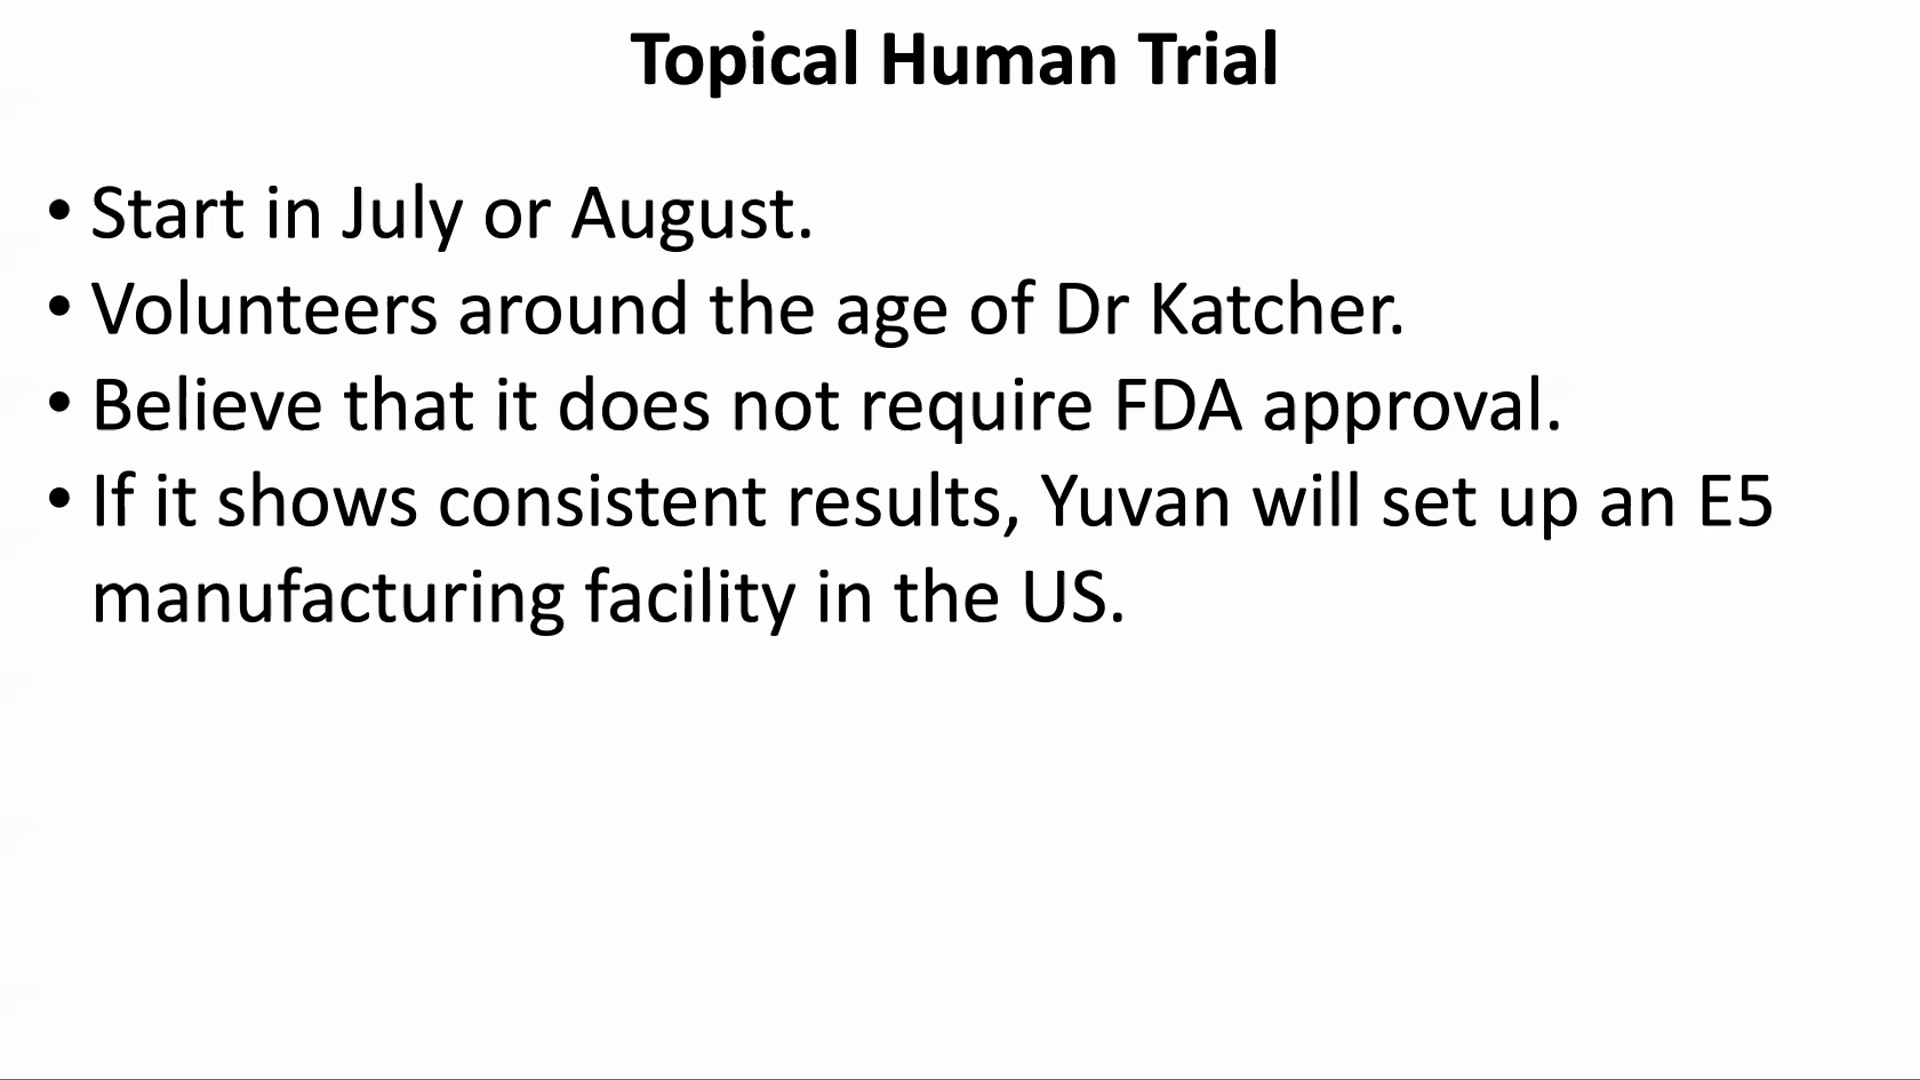 Topical Human Trial
• Start in July or August.
• Volunteers around the age of Dr Katcher.
• Believe that it does not require FDA approval.
• If it shows consistent results, Yuvan will set up an E5
manufacturing facility in the US.